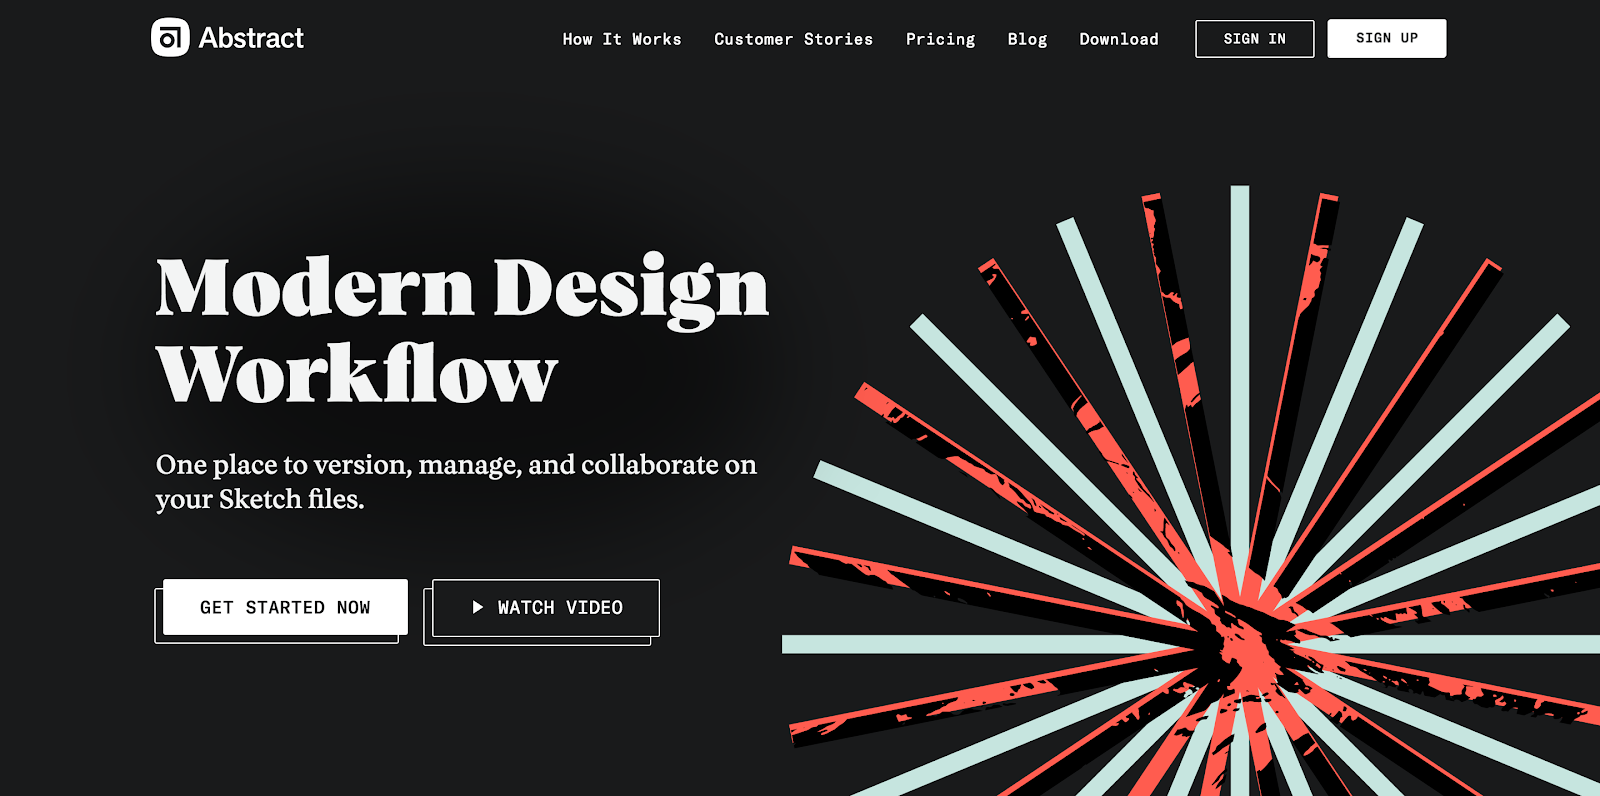 Abstract
How It Works
Customer Stories
Pricing
Blog
Download
SIGN IN
SIGN UP
Modern Design
Workflow
One place to version, manage, and collaborate on
your Sketch files.
GET STARTED NOW
WATCH VIDEO